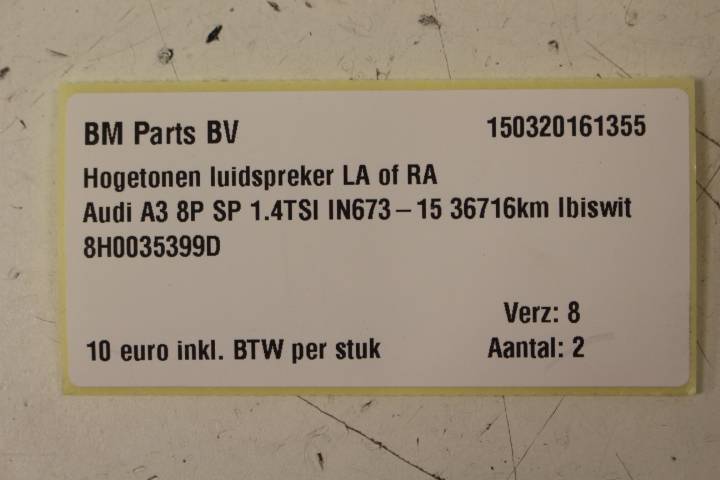 BM Parts BV 150320161355
Hogetonen luidspreker LA of RA
Audi A3 8P SP 1.4TSI IN673-15 36716km Ibiswit
8H0035399D
Verz: 8
10 euro inkl. BTW per stuk Aantal: 2